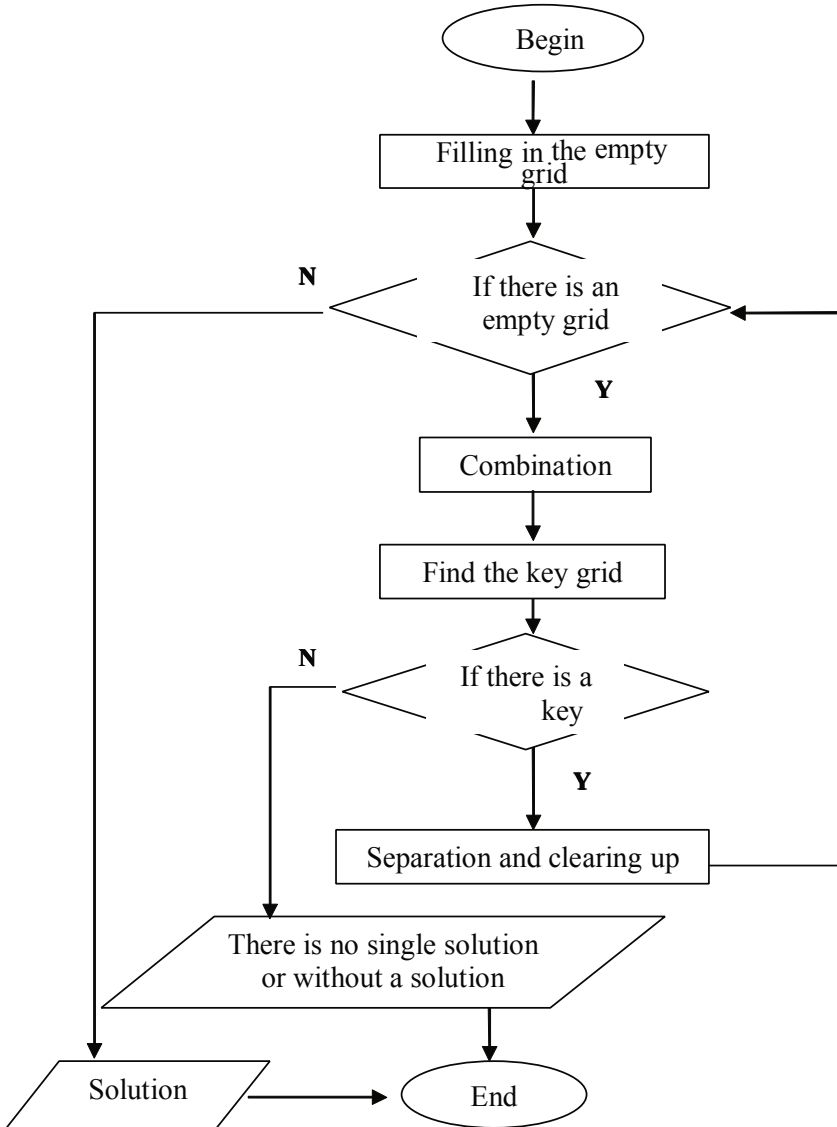 Begin
Filling in the empty
grid
N
If there is an
empty grid
Y
Combination
Find the key grid
N
If there is a
key
Y
Separation and clearing up
There is no single solution
or without a solution
Solution
End